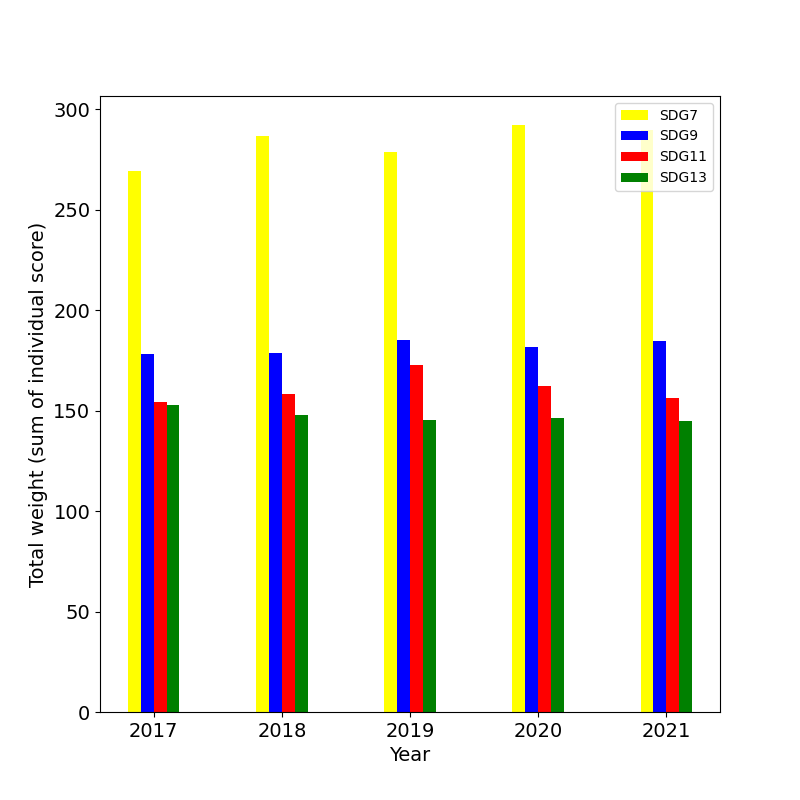 300
250
200
150
100
50
0
Total weight (sum of individual score)
SDG7
SDG9
SDG11
SDG13
2017 2018 2019 2020 2021
Year